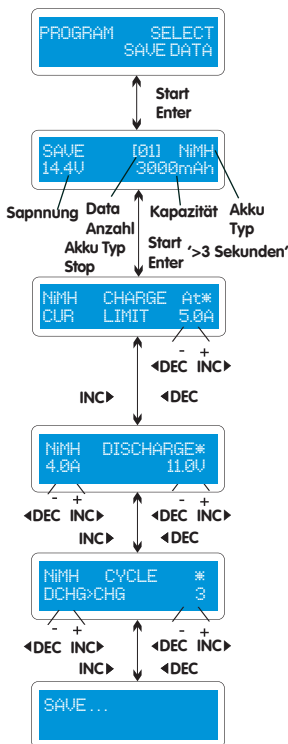 PROGRAM SELECT
SAVE DATA
Start
Enter
SAVE [01] NiMH
14.4V 3000mAh
Sapnnung Data Kapazität Akku
Anzahl Typ
Akku Typ Start
Stop Enter '>3 Sekunden'
NiMH CHARGE At*
CUR LIMIT 5.0A
- +
◀DEC INC▶
INC▶ ◀DEC
NiMH DISCHARGE*
4.0A 11.0V
- + - +
◀DEC INC▶ ◀DEC INC▶
INC▶ ◀DEC
NiMH CYCLE *
DCHG>CHG 3
- + - +
◀DEC INC▶ ◀DEC INC▶
INC▶ ◀DEC
SAVE...